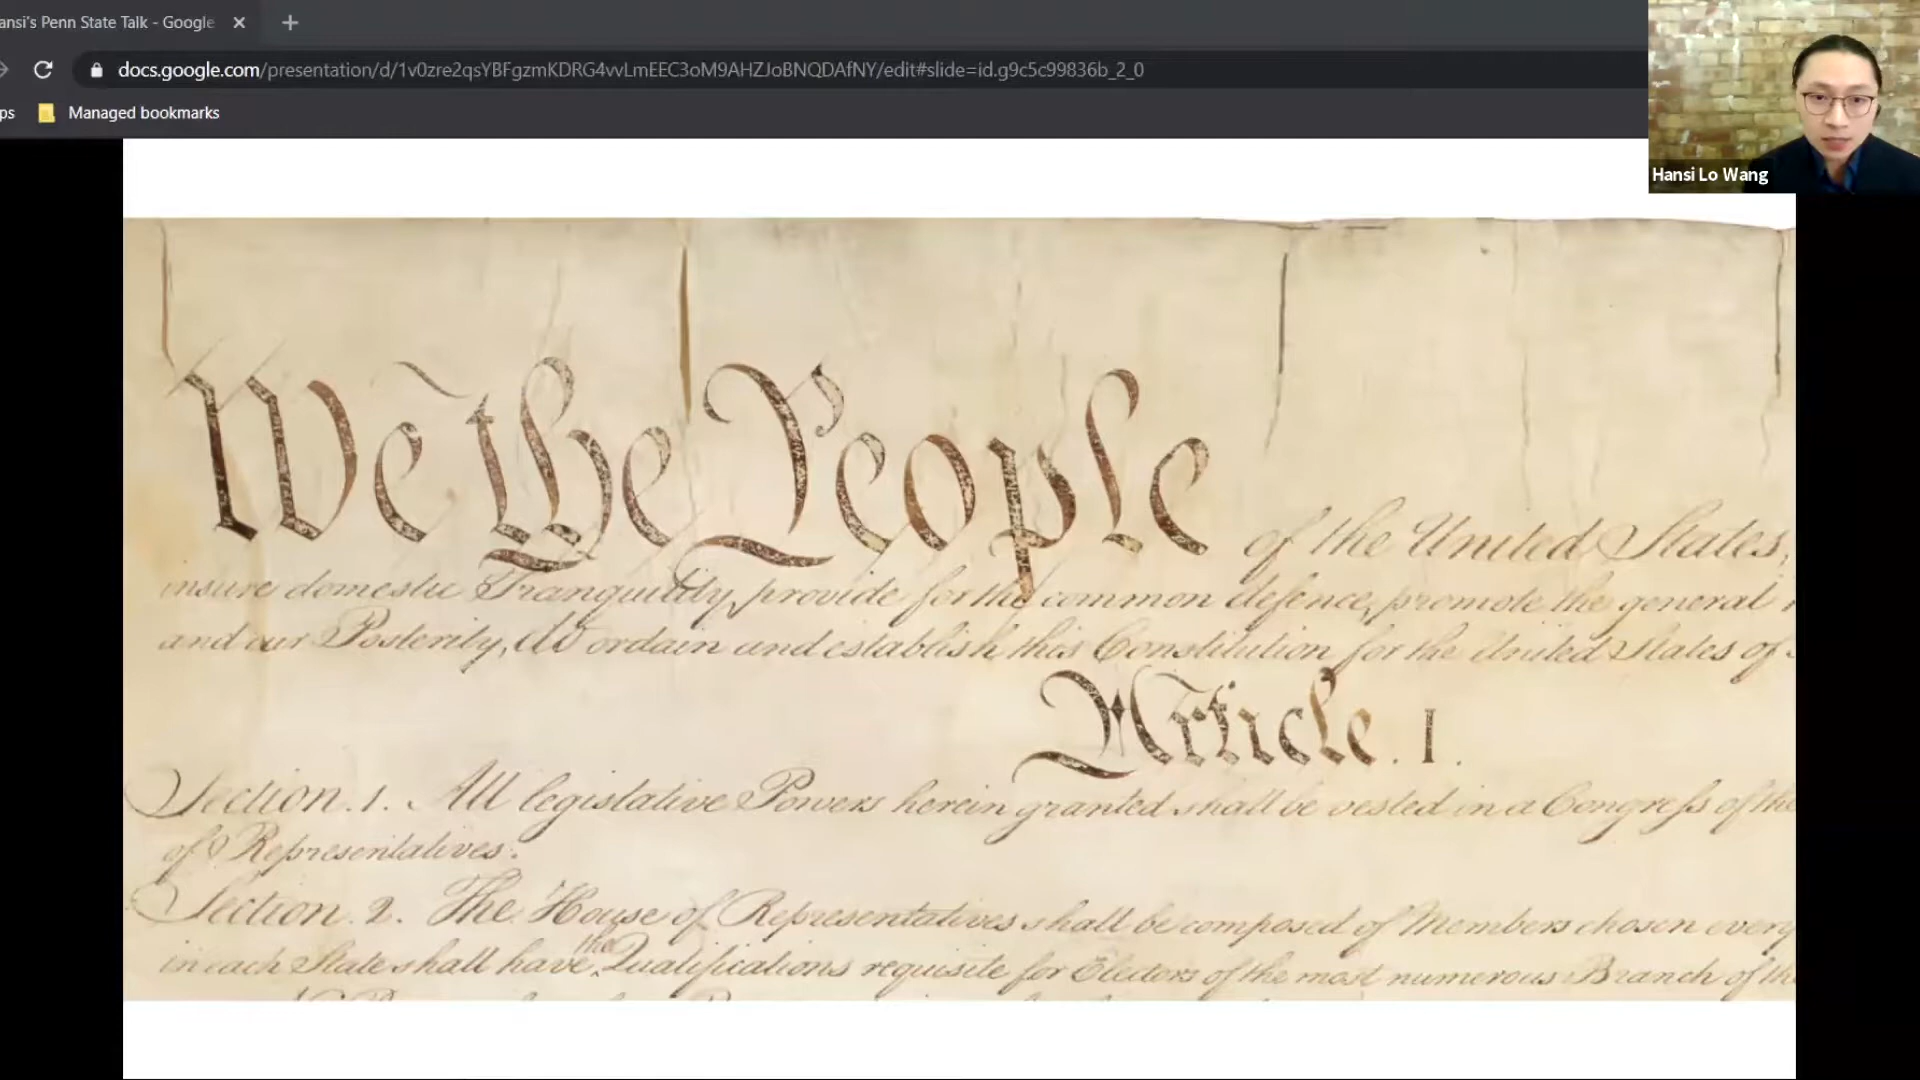 ansi's Penn State Talk - Google
docs.google.com/presentation/d/1v0zre2qsYBFgzmKDRG4vvLmEEC3oM9AHZJoBNQDAfNY/edit#slide=id.g9c5c99836b_2_0
ps Managed bookmarks
Hansi Lo Wang
We the People of the United States,
insure domestic Tranquility, provide for the common defence, promote the general
and our Posterity, do ordain and establish this Constitution for the United States of
Article. I.
Section. 1. All legislative Powers herein granted shall be vested in a Congress of the
of Representatives.
Section. 2. The House of Representatives shall be composed of Members chosen every
the
in each State shall have Qualifications requisite for Electors of the most numerous Branch of the